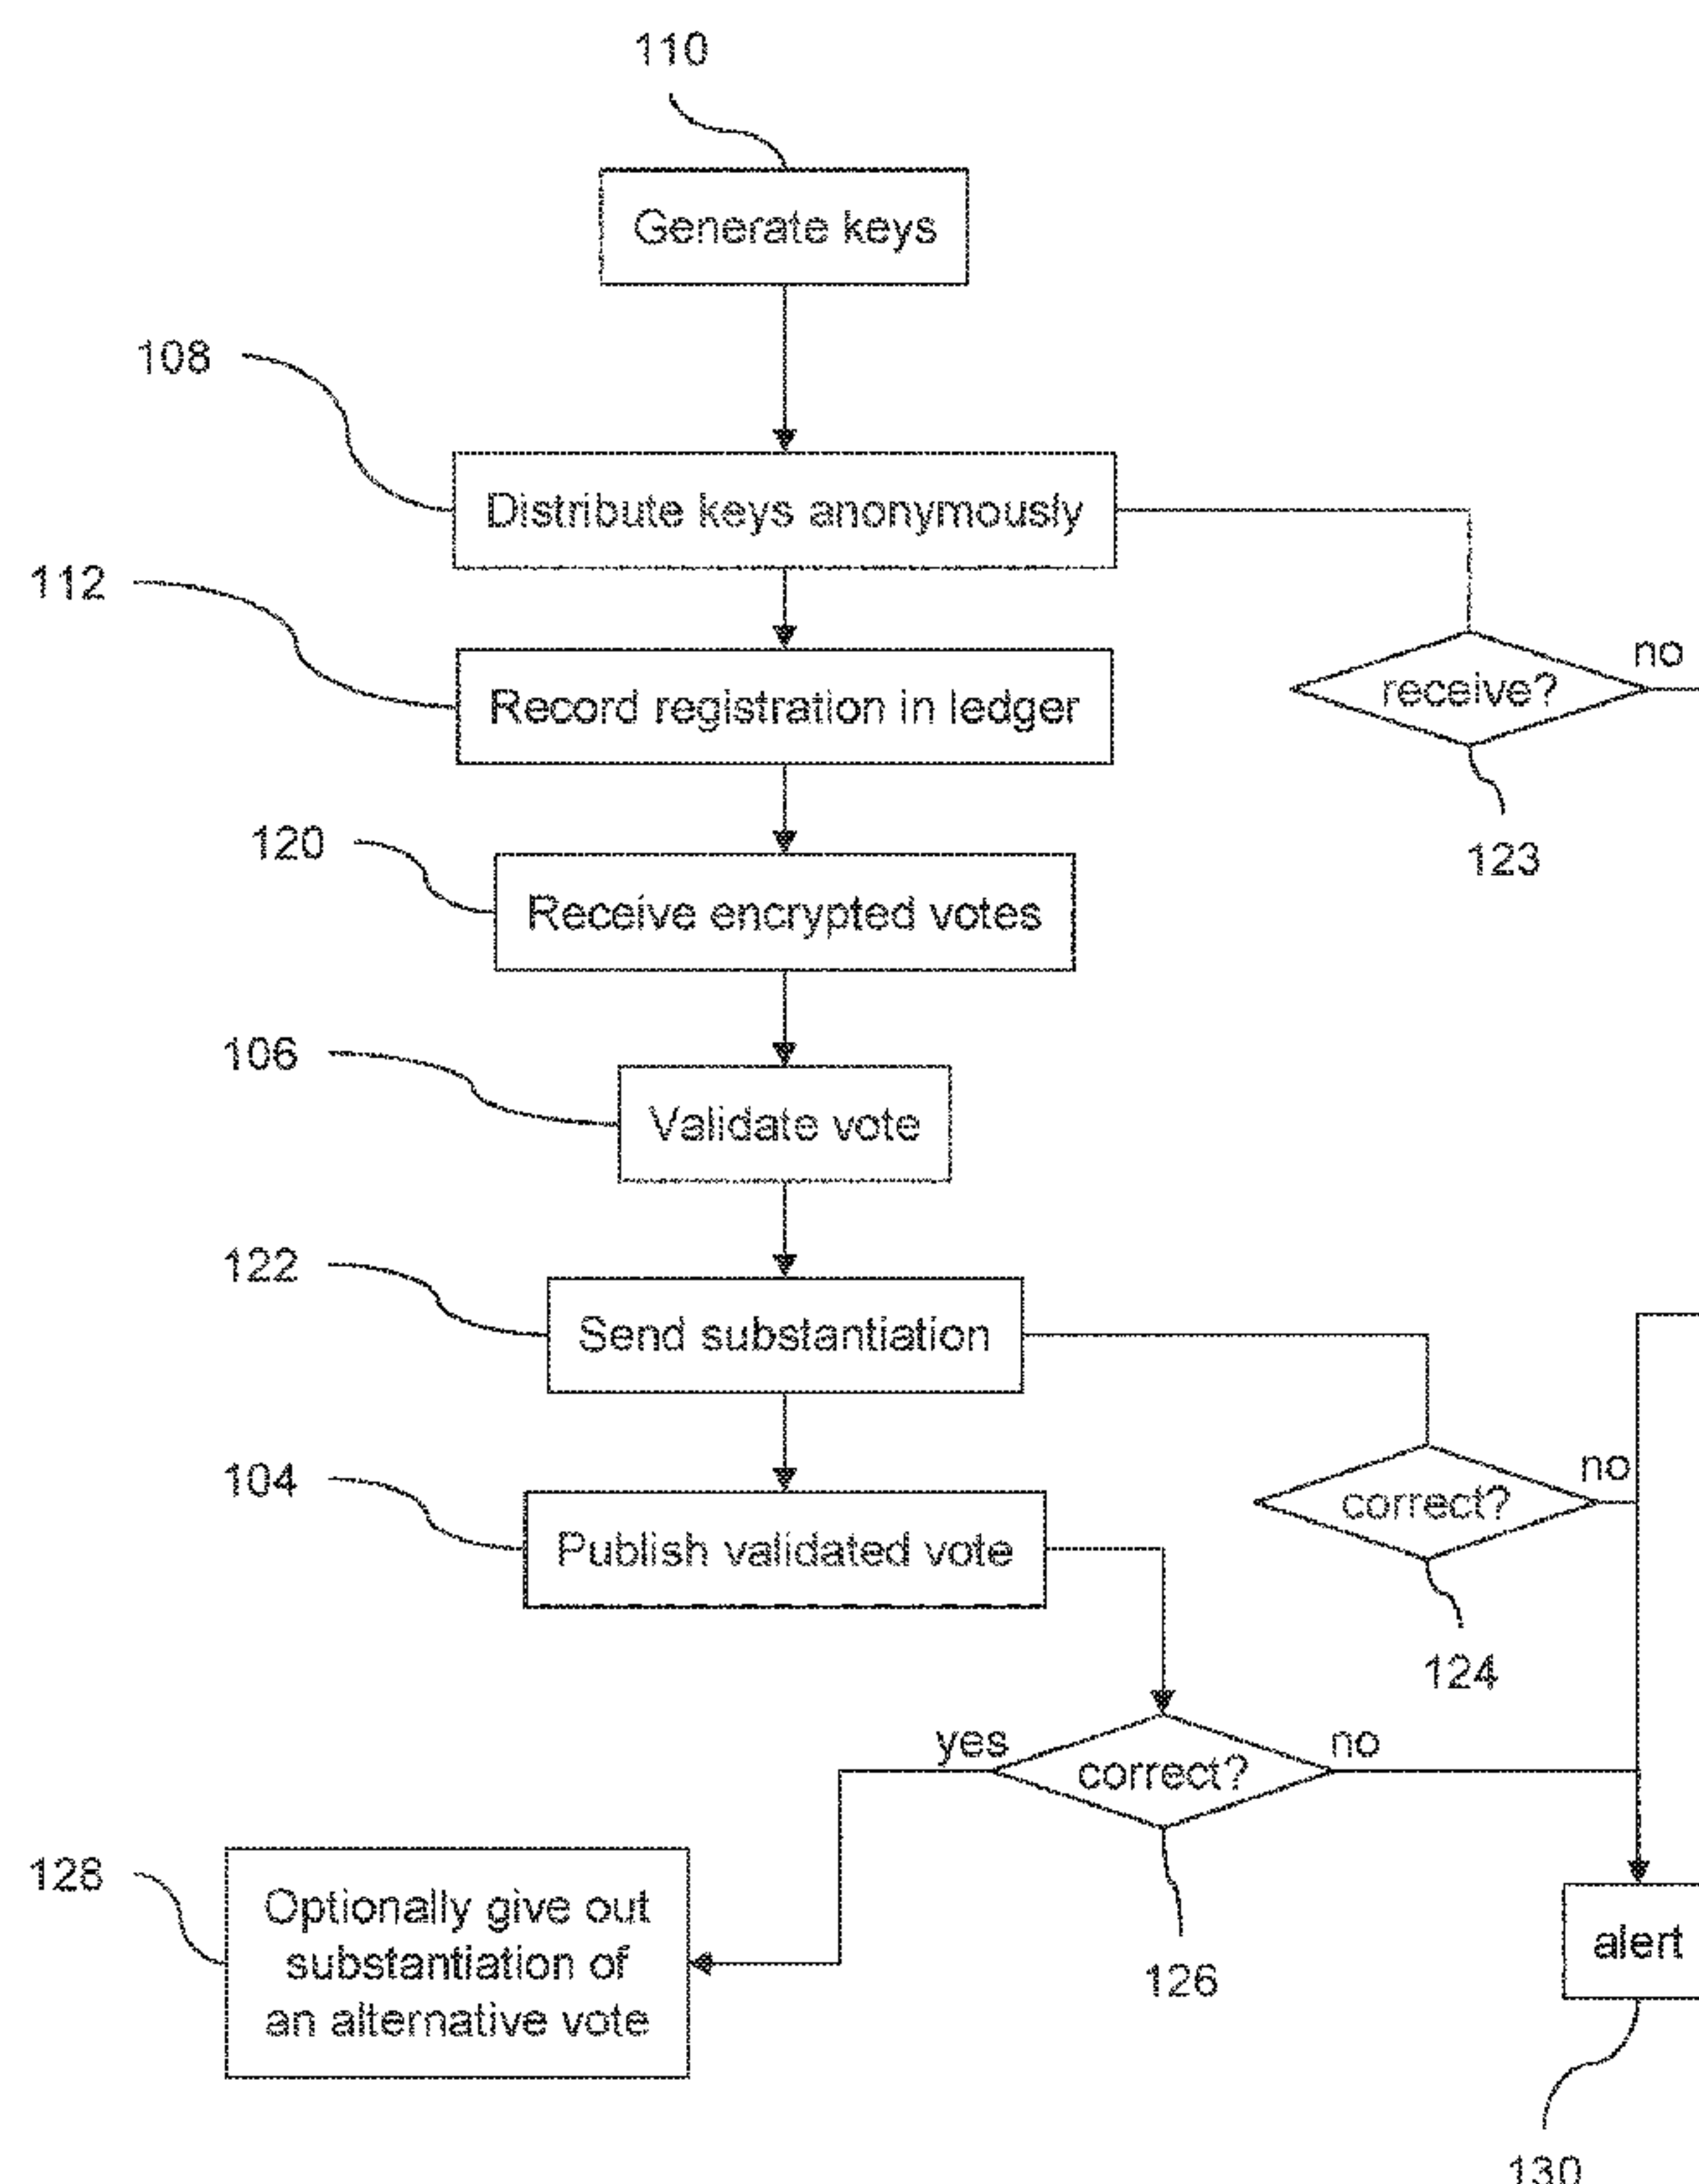 110
Generate keys
108
Distribute keys anonymously
112
Record registration in ledger
no
receive?
123
120
Receive encrypted votes
106
Validate vote
122
Send substantiation
no
correct?
124
104
Publish validated vote
yes
no
correct?
126
128
Optionally give out
substantiation of
an alternative vote
alert
130